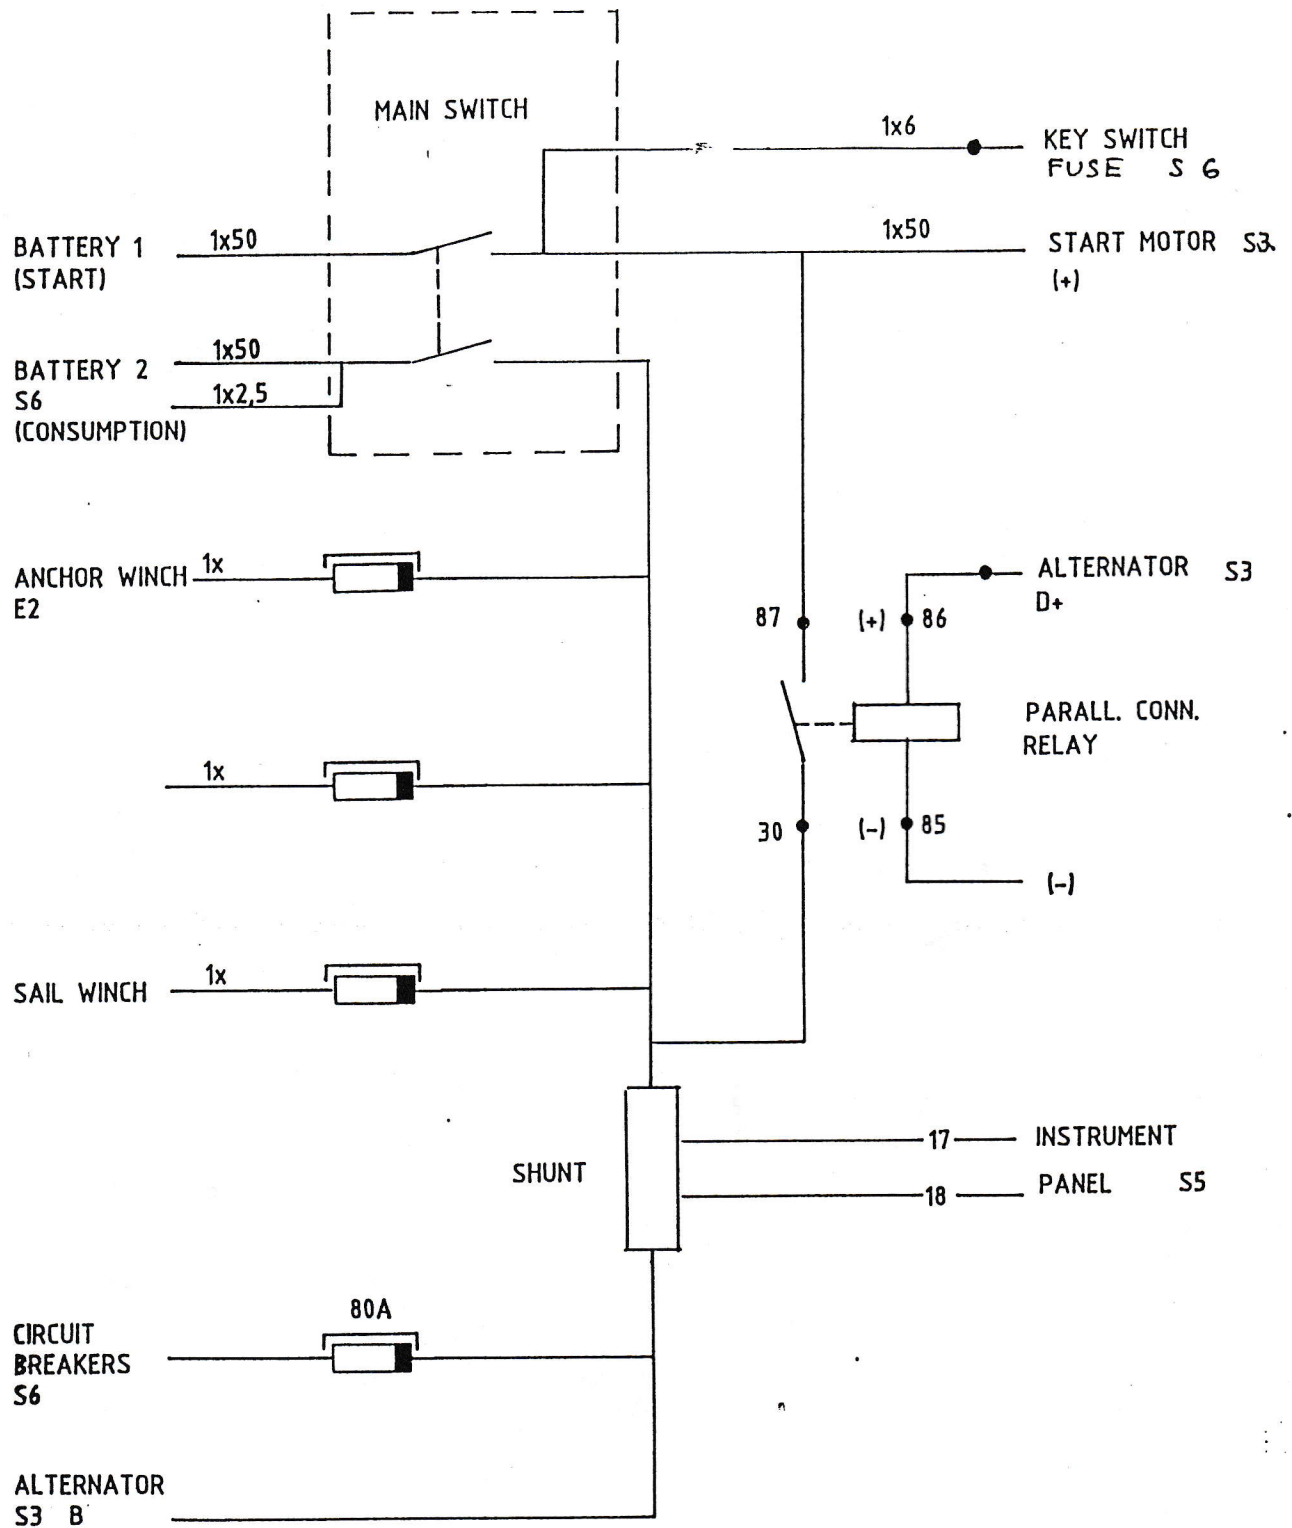 MAIN SWITCH
1x6
KEY SWITCH
FUSE S 6
BATTERY 1
(START)
1x50
1x50
START MOTOR S3
(+)
BATTERY 2
S6
(CONSUMPTION)
1x50
1x2,5
ANCHOR WINCH
E2
1x
ALTERNATOR S3
D+
87
(+)
86
PARALL. CONN.
RELAY
1x
30
(-)
85
(-)
SAIL WINCH
1x
SHUNT
17
INSTRUMENT
18
PANEL S5
80A
CIRCUIT
BREAKERS
S6
ALTERNATOR
S3 B